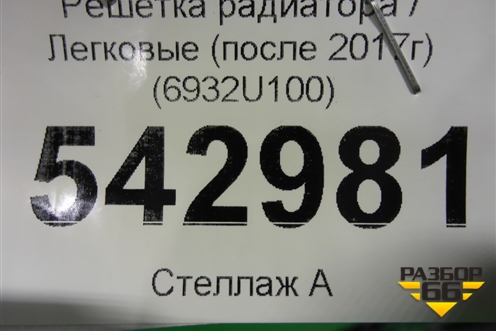 Решетка радиатора /
Легковые (после 2017г)
(6932U100)
542981
Стеллаж А
РАЗБОР
66